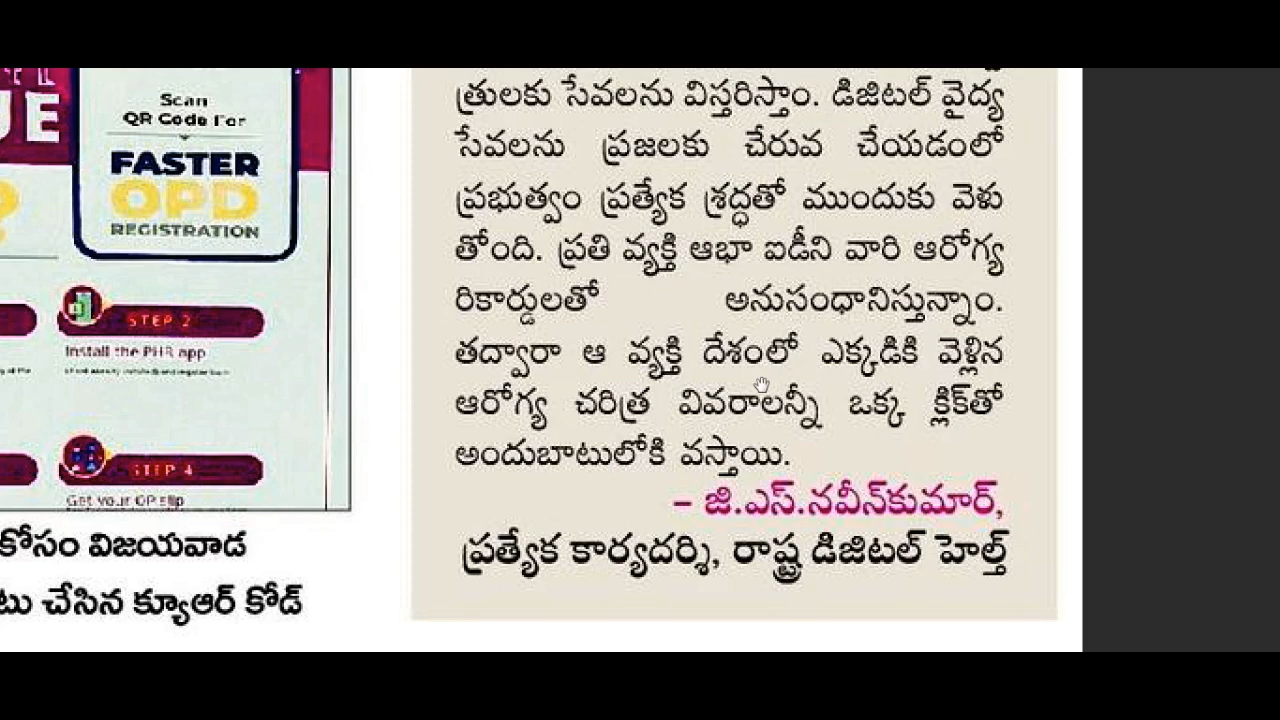 UE
Scan
QR Code For
FASTER
OPD
REGISTRATION
STEP 2
Install the PHR app
STEP 4
Get your OP slip
కోసం విజయవాడ
టు చేసిన క్యూఆర్ కోడ్
త్రులకు సేవలను విస్తరిస్తాం. డిజిటల్ వైద్య
సేవలను ప్రజలకు చేరువ చేయడంలో
ప్రభుత్వం ప్రత్యేక శ్రద్ధతో ముందుకు వెళు
తోంది. ప్రతి వ్యక్తి ఆభా ఐడీని వారి ఆరోగ్య
రికార్డులతో అనుసంధానిస్తున్నాం.
తద్వారా ఆ వ్యక్తి దేశంలో ఎక్కడికి వెళ్లిన
ఆరోగ్య చరిత్ర వివరాలన్నీ ఒక్క క్లిక్‌తో
అందుబాటులోకి వస్తాయి.
– జి.ఎస్.నవీన్‌కుమార్,
ప్రత్యేక కార్యదర్శి, రాష్ట్ర డిజిటల్ హెల్త్